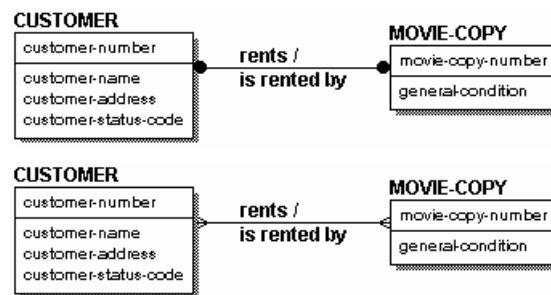 CUSTOMER
customer-number
customer-name
customer-address
customer-status-code
rents /
is rented by
MOVIE-COPY
movie-copy-number
general-condition
CUSTOMER
customer-number
customer-name
customer-address
customer-status-code
rents /
is rented by
MOVIE-COPY
movie-copy-number
general-condition